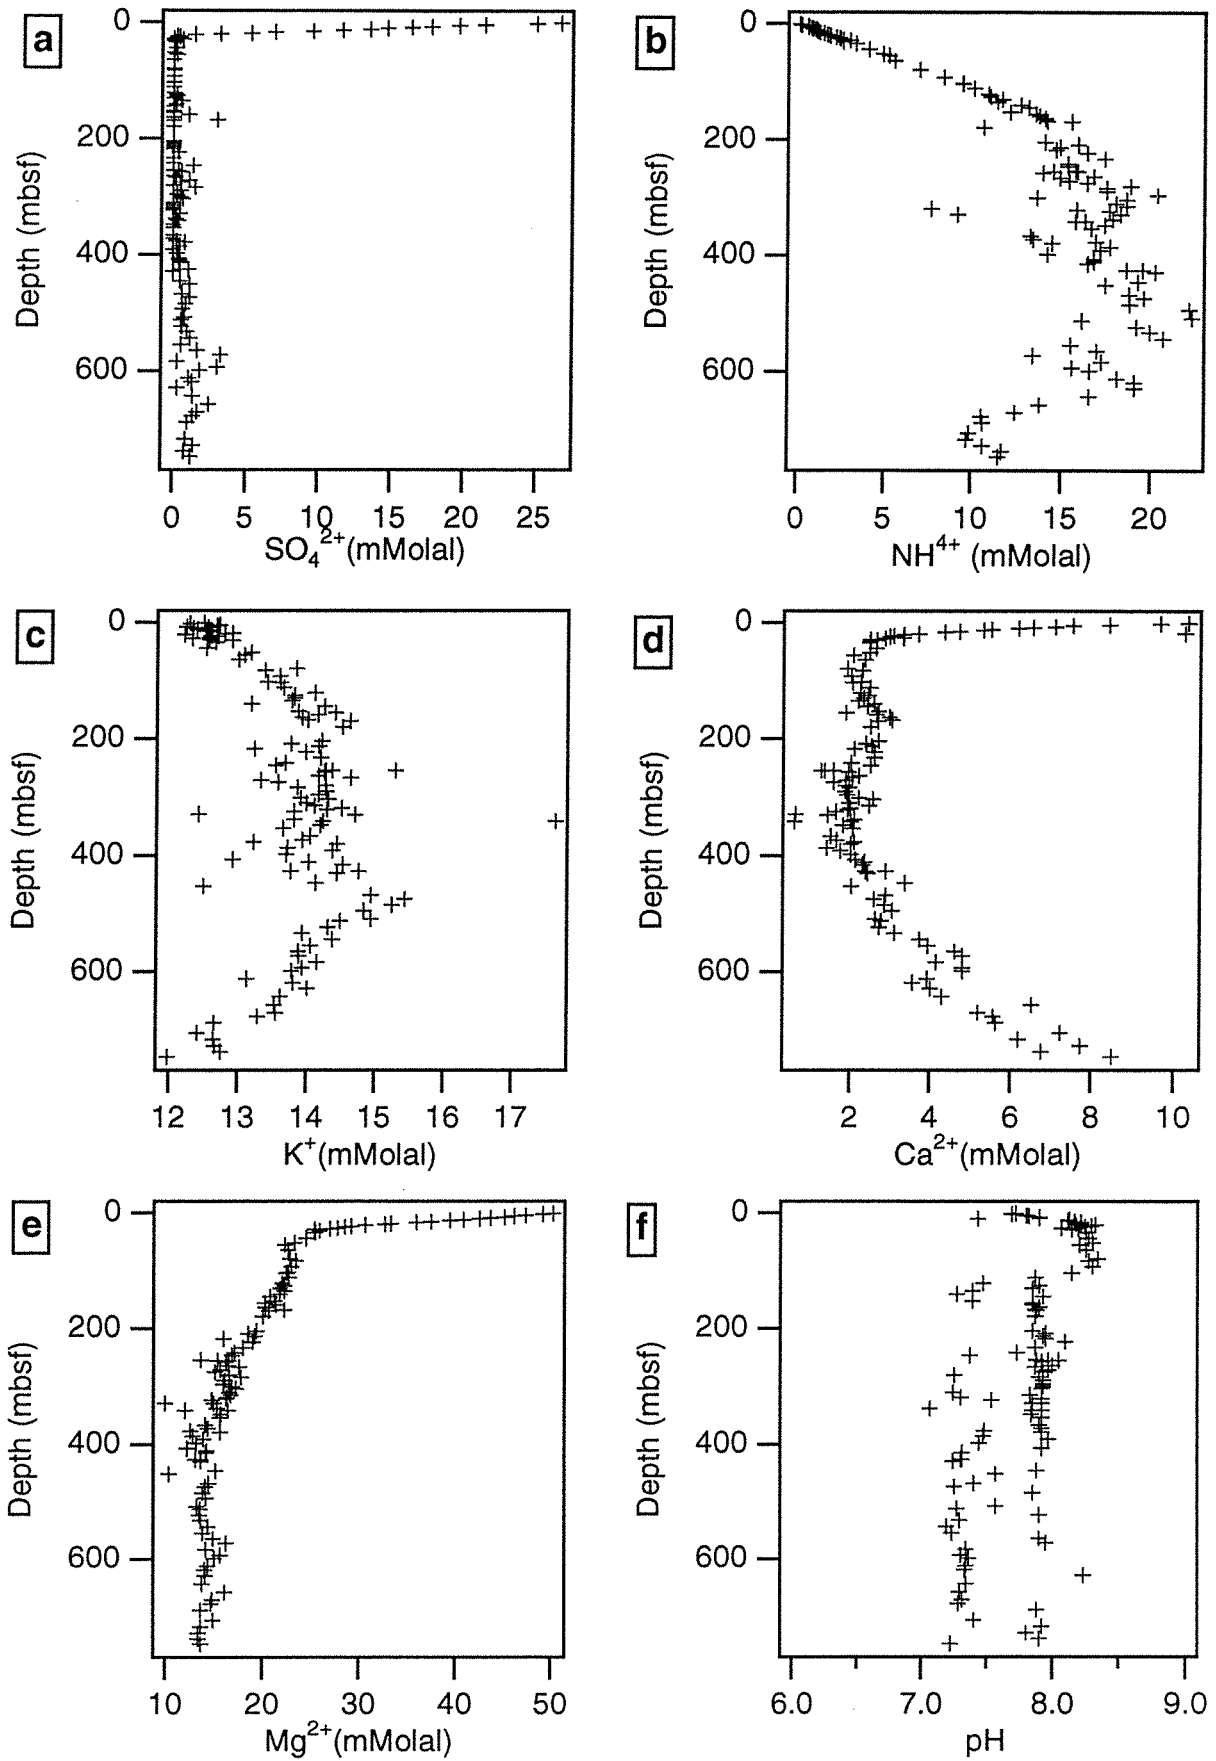 a
0
200
400
600
Depth (mbsf)
0 5 10 15 20 25
SO₄²⁺(mMolal)
b
0
200
400
600
Depth (mbsf)
0 5 10 15 20
NH⁴⁺ (mMolal)
c
0
200
400
600
Depth (mbsf)
12 13 14 15 16 17
K⁺(mMolal)
d
0
200
400
600
Depth (mbsf)
2 4 6 8 10
Ca²⁺(mMolal)
e
0
200
400
600
Depth (mbsf)
10 20 30 40 50
Mg²⁺(mMolal)
f
0
200
400
600
Depth (mbsf)
6.0 7.0 8.0 9.0
pH